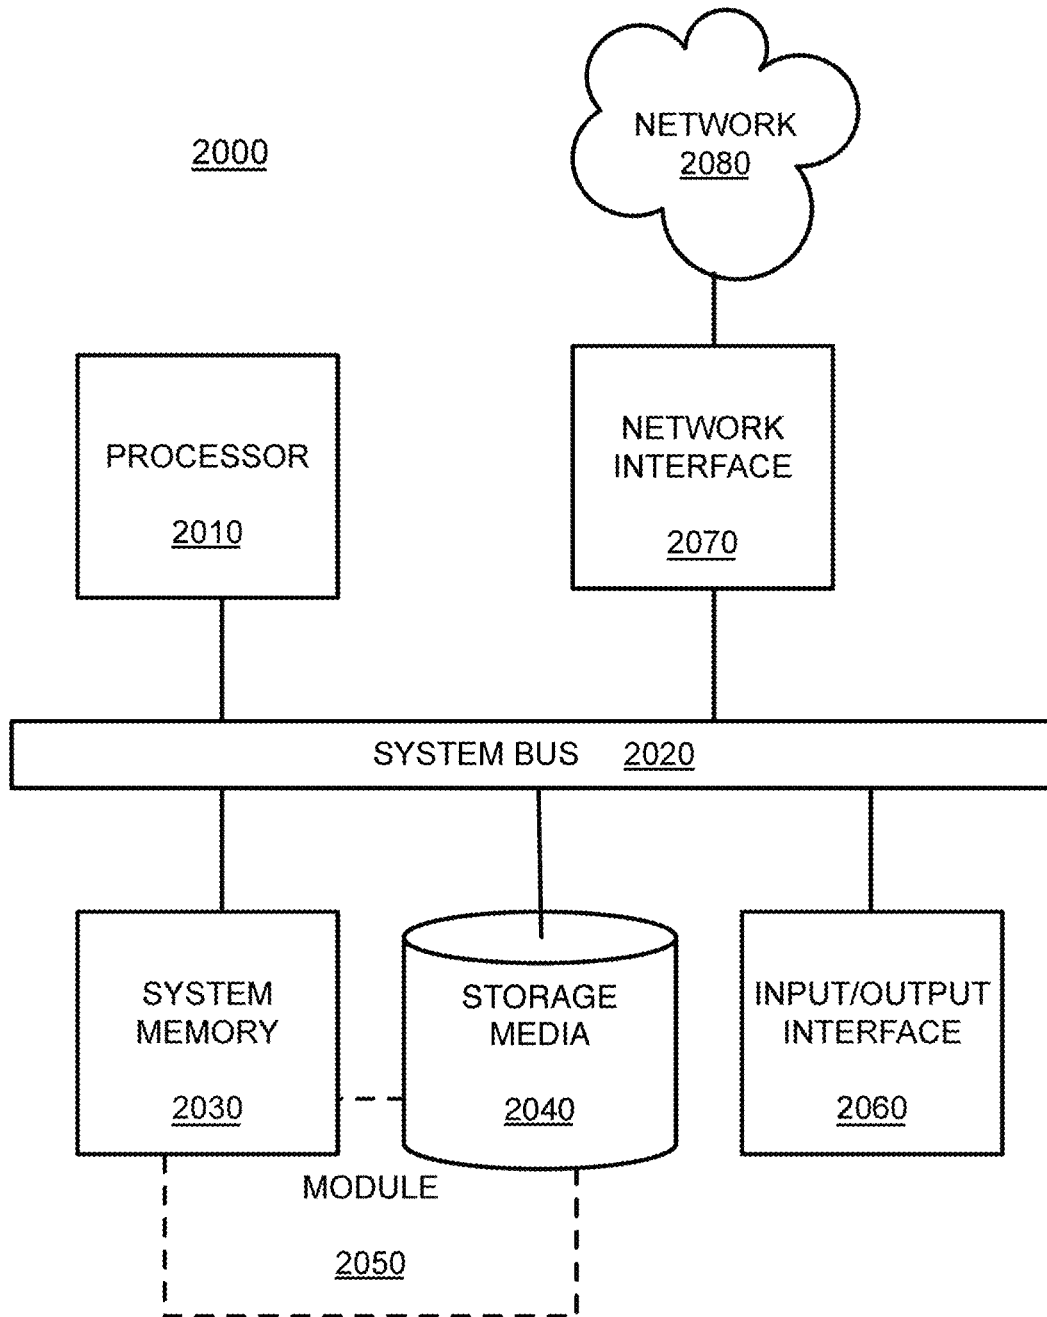 2000
NETWORK
2080
PROCESSOR
2010
NETWORK
INTERFACE
2070
SYSTEM BUS 2020
SYSTEM
MEMORY
2030
STORAGE
MEDIA
2040
INPUT/OUTPUT
INTERFACE
2060
MODULE
2050